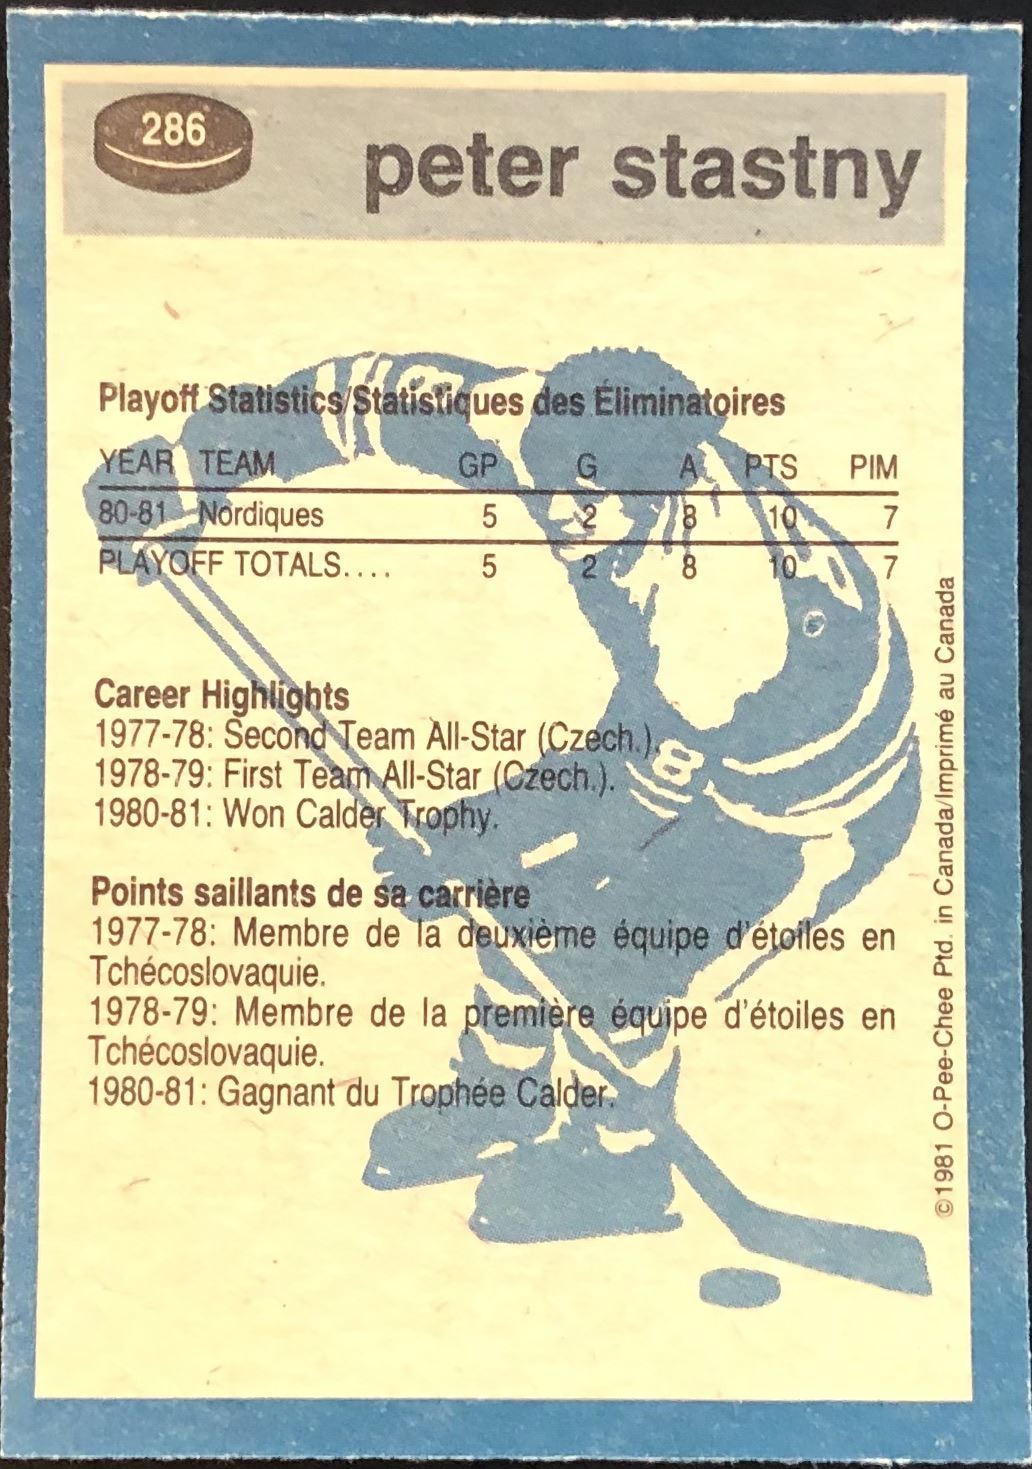 286
peter stastny
Playoff Statistics/Statistiques des Éliminatoires
YEAR TEAM GP G A PTS PIM
80-81 Nordiques 5 2 8 10 7
PLAYOFF TOTALS.... 5 2 8 10 7
Career Highlights
1977-78: Second Team All-Star (Czech.).
1978-79: First Team All-Star (Czech.).
1980-81: Won Calder Trophy.
Points saillants de sa carrière
1977-78: Membre de la deuxième équipe d'étoiles en
Tchécoslovaquie.
1978-79: Membre de la première équipe d'étoiles en
Tchécoslovaquie.
1980-81: Gagnant du Trophée Calder.
©1981 O-Pee-Chee Ptd. in Canada/Imprimé au Canada
8